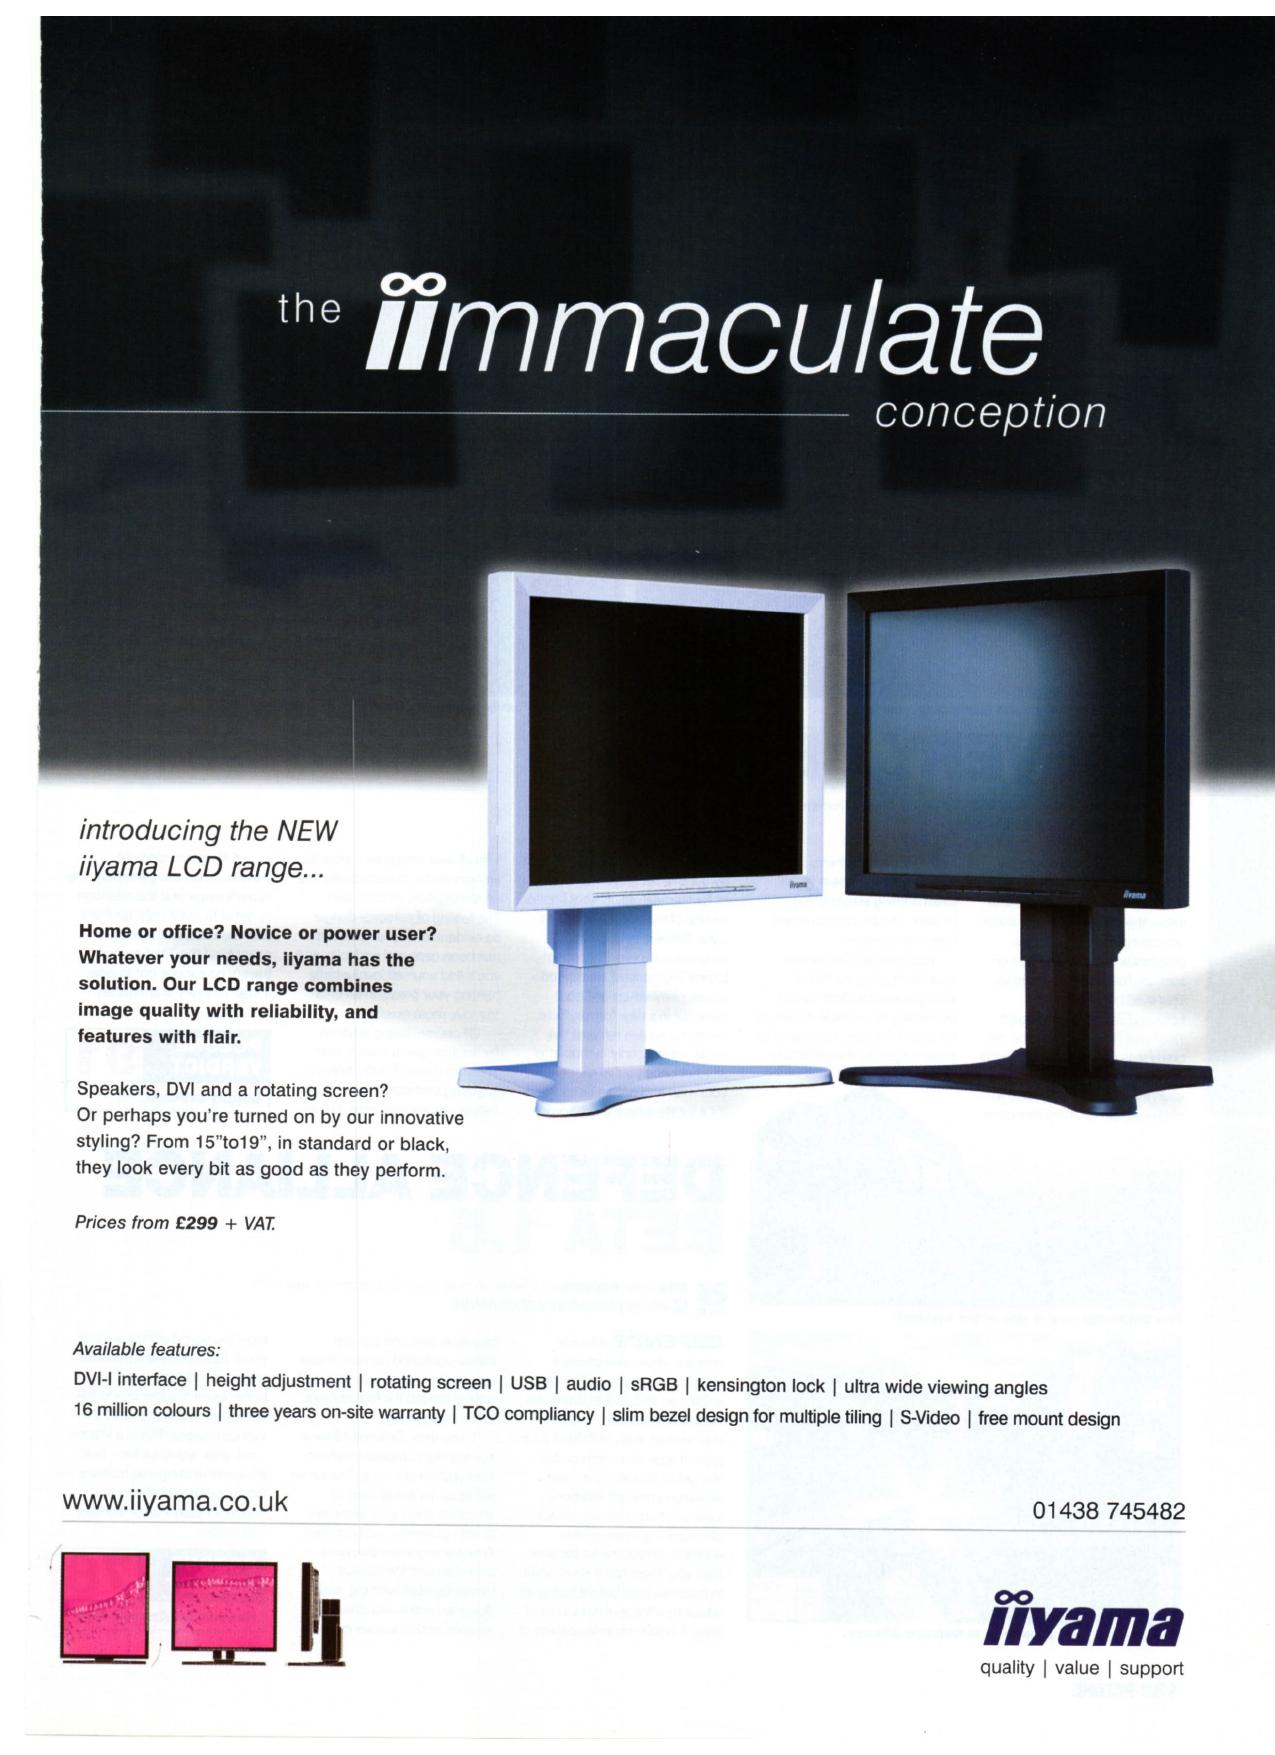 the iimmaculate
conception
iiyama
iiyama
introducing the NEW
iiyama LCD range...
Home or office? Novice or power user?
Whatever your needs, iiyama has the
solution. Our LCD range combines
image quality with reliability, and
features with flair.
Speakers, DVI and a rotating screen?
Or perhaps you're turned on by our innovative
styling? From 15"to19", in standard or black,
they look every bit as good as they perform.
Prices from £299 + VAT.
Available features:
DVI-I interface | height adjustment | rotating screen | USB | audio | sRGB | kensington lock | ultra wide viewing angles
16 million colours | three years on-site warranty | TCO compliancy | slim bezel design for multiple tiling | S-Video | free mount design
www.iiyama.co.uk
01438 745482
iiyama
quality | value | support